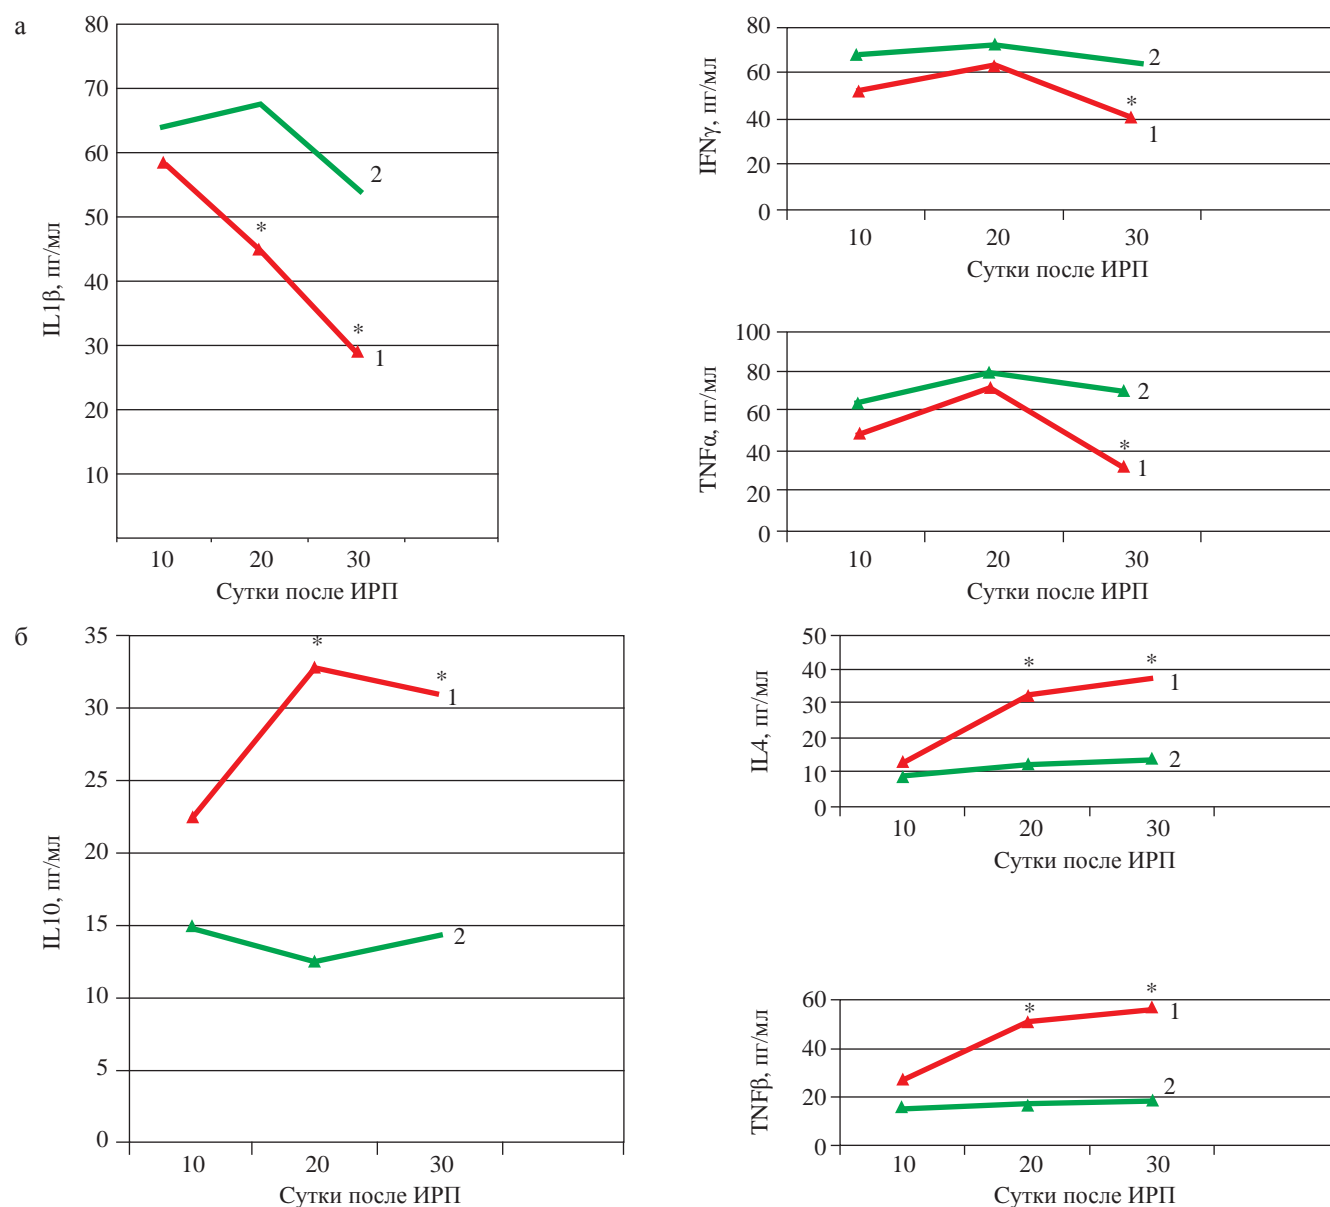 а
80
70
60
50
40
30
20
10
IL1β, пг/мл
2
*
*
1
10 20 30
Сутки после ИРП
80
60
40
20
0
IFNγ, пг/мл
2
*
1
10 20 30
Сутки после ИРП
100
80
60
40
20
0
TNFα, пг/мл
2
*
1
10 20 30
Сутки после ИРП
б
35
30
25
20
15
10
5
0
IL10, пг/мл
*
*
1
2
10 20 30
Сутки после ИРП
50
40
30
20
10
0
IL4, пг/мл
* *
1
2
10 20 30
Сутки после ИРП
60
40
20
0
TNFβ, пг/мл
* *
1
2
10 20 30
Сутки после ИРП